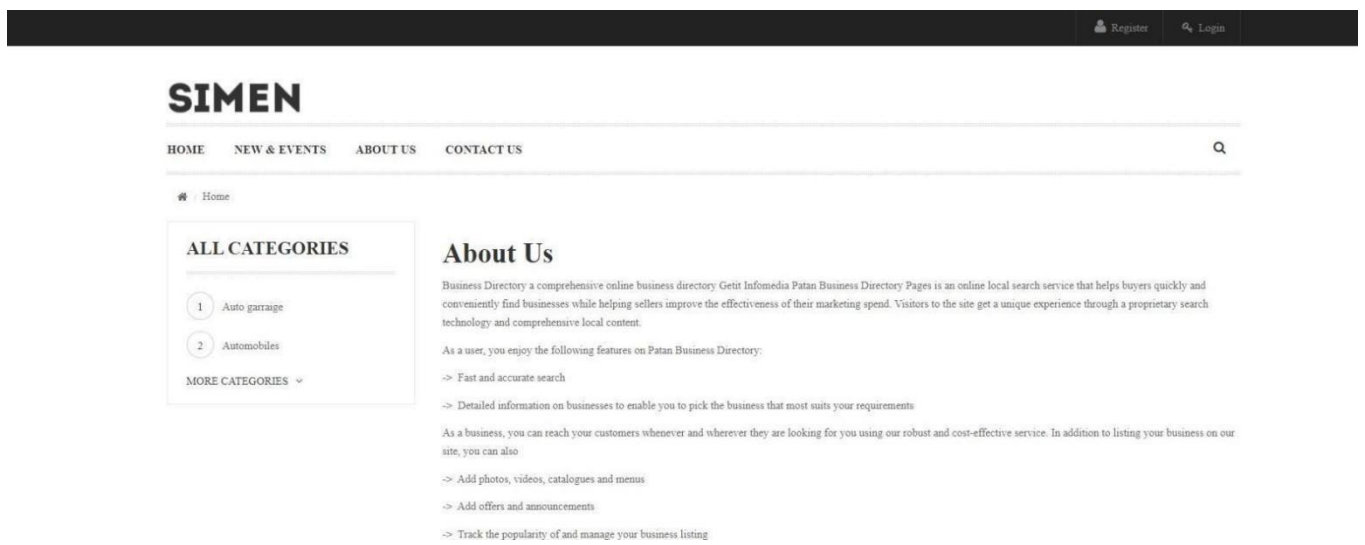 Register Login
SIMEN
HOME NEW & EVENTS ABOUT US CONTACT US
Home
ALL CATEGORIES
1 Auto garraige
2 Automobiles
MORE CATEGORIES
About Us
Business Directory a comprehensive online business directory Getit Infomedia Patan Business Directory Pages is an online local search service that helps buyers quickly and
conveniently find businesses while helping sellers improve the effectiveness of their marketing spend. Visitors to the site get a unique experience through a proprietary search
technology and comprehensive local content.
As a user, you enjoy the following features on Patan Business Directory:
-> Fast and accurate search
-> Detailed information on businesses to enable you to pick the business that most suits your requirements
As a business, you can reach your customers whenever and wherever they are looking for you using our robust and cost-effective service. In addition to listing your business on our
site, you can also
-> Add photos, videos, catalogues and menus
-> Add offers and announcements
-> Track the popularity of and manage your business listing